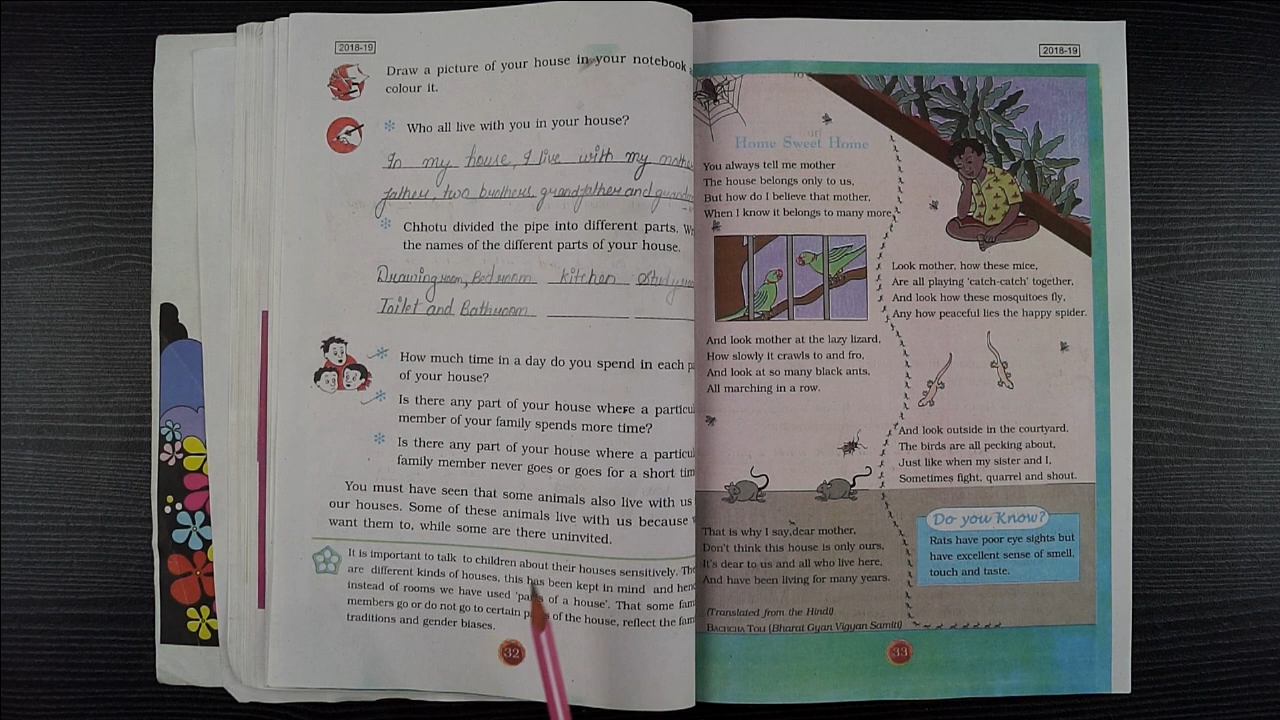 2018-19
Draw a picture of your house in your notebook
colour it.
Who all live with you in your house?
In my house, I live with my mothe
father, two brothers, grandfather and grandm
Chhotu divided the pipe into different parts. W
the names of the different parts of your house.
Drawing room, Bedroom kitchen Study
Toilet and Bathroom
How much time in a day do you spend in each p
of your house?
Is there any part of your house where a particul
member of your family spends more time?
Is there any part of your house where a particul
family member never goes or goes for a short tim
You must have seen that some animals also live with us
our houses. Some of these animals live with us because
want them to, while some are there uninvited.
It is important to talk to children about their houses sensitively. The
are different kinds of houses, this has been kept in mind and henc
instead of rooms we have used 'parts of a house'. That some fam
members go or do not go to certain parts of the house, reflect the fam
traditions and gender biases.
32
2018-19
Home Sweet Home
You always tell me mother
The house belongs only to us,
But how do I believe that mother,
When I know it belongs to many more,
Look mother, how these mice,
Are all playing 'catch-catch' together,
And look how these mosquitoes fly,
Any how peaceful lies the happy spider.
And look mother at the lazy lizard,
How slowly it crawls to and fro,
And look at so many black ants,
All marching in a row.
And look outside in the courtyard,
The birds are all pecking about,
Just like when my sister and I,
Sometimes fight, quarrel and shout.
That is why I say,dear mother,
Don't think this house is only ours,
It's dear to us and all who live here,
And have been living for many years.
Do you Know?
Rats have poor eye sights but
have excellent sense of smell,
touch and taste.
(Translated from the Hindi)
BACHCHA TOLI (Bharat Gyan Vigyan Samiti)
33